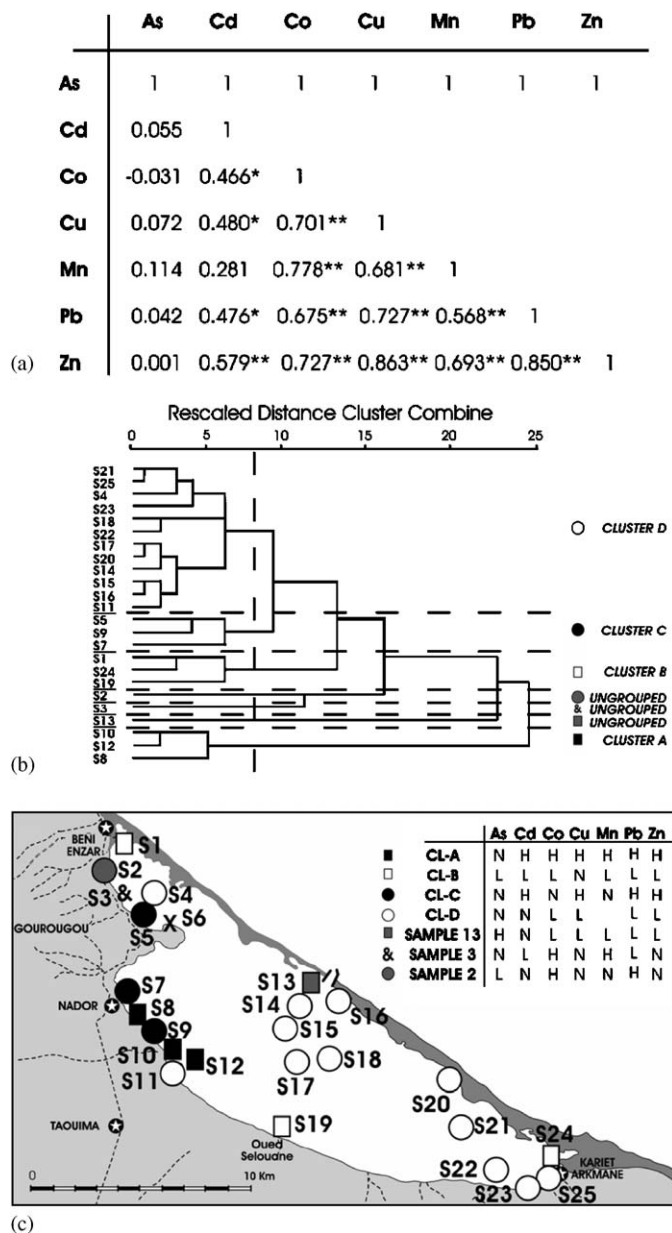 As Cd Co Cu Mn Pb Zn
As 1 1 1 1 1 1 1
Cd 0.055 1
Co -0.031 0.466* 1
Cu 0.072 0.480* 0.701** 1
Mn 0.114 0.281 0.778** 0.681** 1
Pb 0.042 0.476* 0.675** 0.727** 0.568** 1
(a) Zn 0.001 0.579** 0.727** 0.863** 0.693** 0.850** 1
Rescaled Distance Cluster Combine
0 5 10 15 20 25
S21
S25
S4
S23
S18
S22
S17
S20
S14
S15
S16
S11
S5
S9
S7
S1
S24
S19
S2
S3
S13
S10
S12
S8
CLUSTER D
CLUSTER C
CLUSTER B
UNGROUPED
& UNGROUPED
UNGROUPED
CLUSTER A
(b)
As Cd Co Cu Mn Pb Zn
CL-A N H H H H H H
CL-B L L L N L L L
CL-C N H N H N H H
CL-D N N L L L L
SAMPLE 13 H N L L L L L
& SAMPLE 3 N L H N H L N
SAMPLE 2 L N H N N H N
BENI
ENZAR
S1
S2
S3 &
S4
GOUROUGOU
S5
X S6
S7
NADOR
S8
S9
S10
S11
S12
S13
S14
S15
S16
S17
S18
TAOUIMA
S19
Oued
Selouane
S20
S21
S22
S23
S24
KARIET
ARKMANE
S25
0 10 Km
(c)